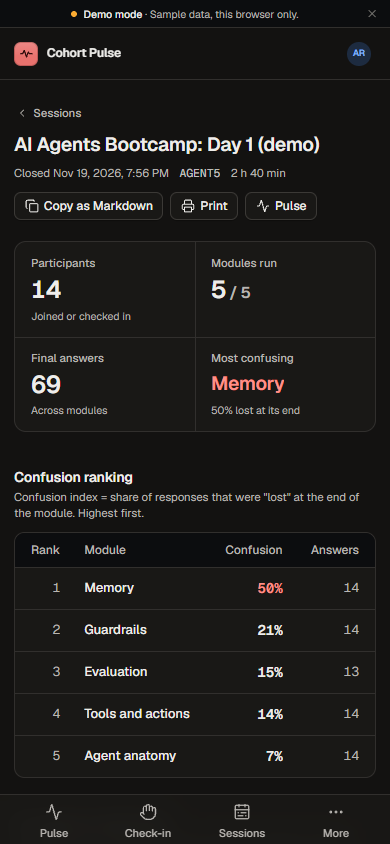 Demo mode · Sample data, this browser only.
Cohort Pulse
AR
Sessions
AI Agents Bootcamp: Day 1 (demo)
Closed Nov 19, 2026, 7:56 PM AGENT5 2 h 40 min
Copy as Markdown Print Pulse
Participants
14
Joined or checked in
Modules run
5 / 5
Final answers
69
Across modules
Most confusing
Memory
50% lost at its end
Confusion ranking
Confusion index = share of responses that were "lost" at the end of
the module. Highest first.
Rank Module Confusion Answers
1 Memory 50% 14
2 Guardrails 21% 14
3 Evaluation 15% 13
4 Tools and actions 14% 14
5 Agent anatomy 7% 14
Pulse Check-in Sessions More